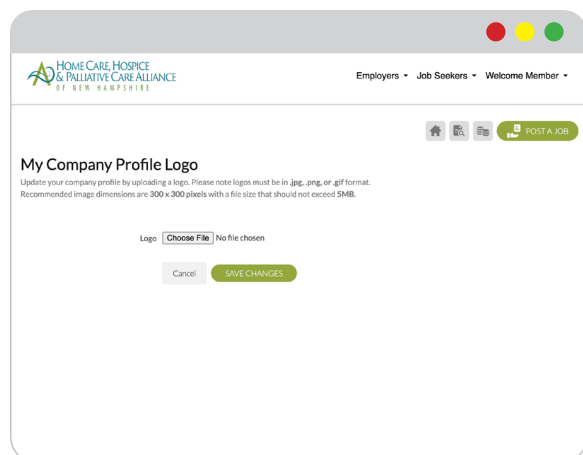 HOME CARE, HOSPICE
& PALLIATIVE CARE ALLIANCE
OF NEW HAMPSHIRE
Employers Job Seekers Welcome Member
POST A JOB
My Company Profile Logo
Update your company profile by uploading a logo. Please note logos must be in .jpg, .png, or .gif format.
Recommended image dimensions are 300 x 300 pixels with a file size that should not exceed 5MB.
Logo Choose File No file chosen
Cancel SAVE CHANGES